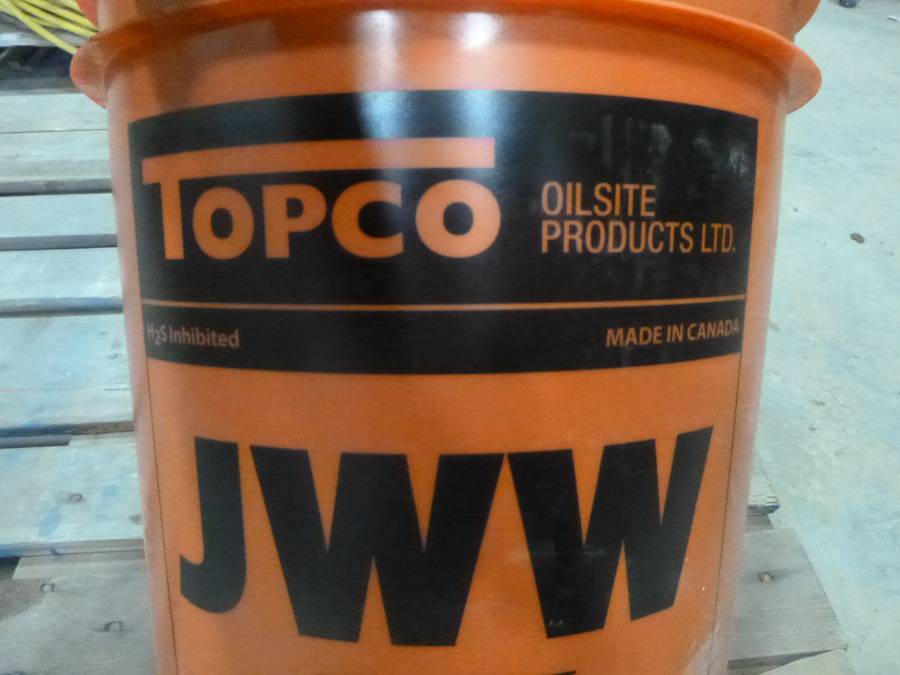 TOPCO
OILSITE
PRODUCTS LTD.
H2S Inhibited
MADE IN CANADA
JWW